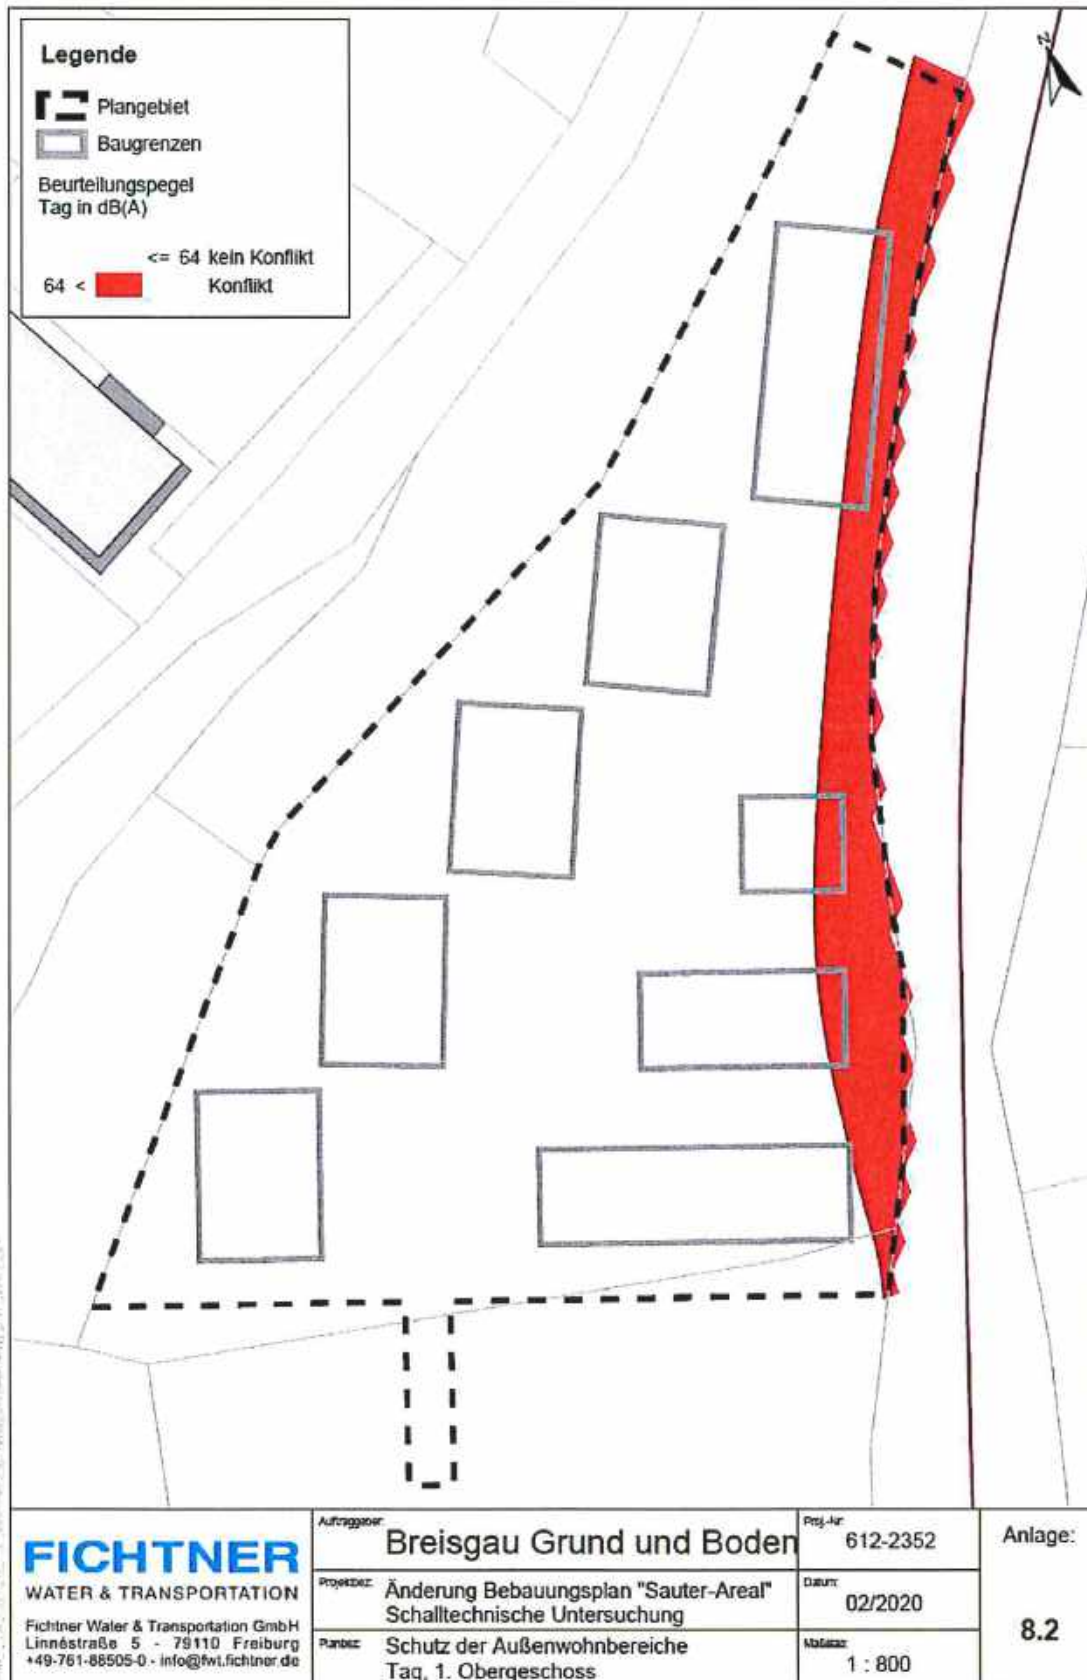 Legende
Plangebiet
Baugrenzen
Beurteilungspegel
Tag in dB(A)
<= 64 kein Konflikt
64 < Konflikt
N
FICHTNER
WATER & TRANSPORTATION
Fichtner Water & Transportation GmbH
Linnéstraße 5 - 79110 Freiburg
+49-761-88505-0 - info@fwt.fichtner.de
Auftraggeber:
Breisgau Grund und Boden
Projektbez:
Änderung Bebauungsplan "Sauter-Areal"
Schalltechnische Untersuchung
Planbez:
Schutz der Außenwohnbereiche
Tag, 1. Obergeschoss
Proj.-Nr:
612-2352
Datum:
02/2020
Maßstab:
1 : 800
Anlage:
8.2